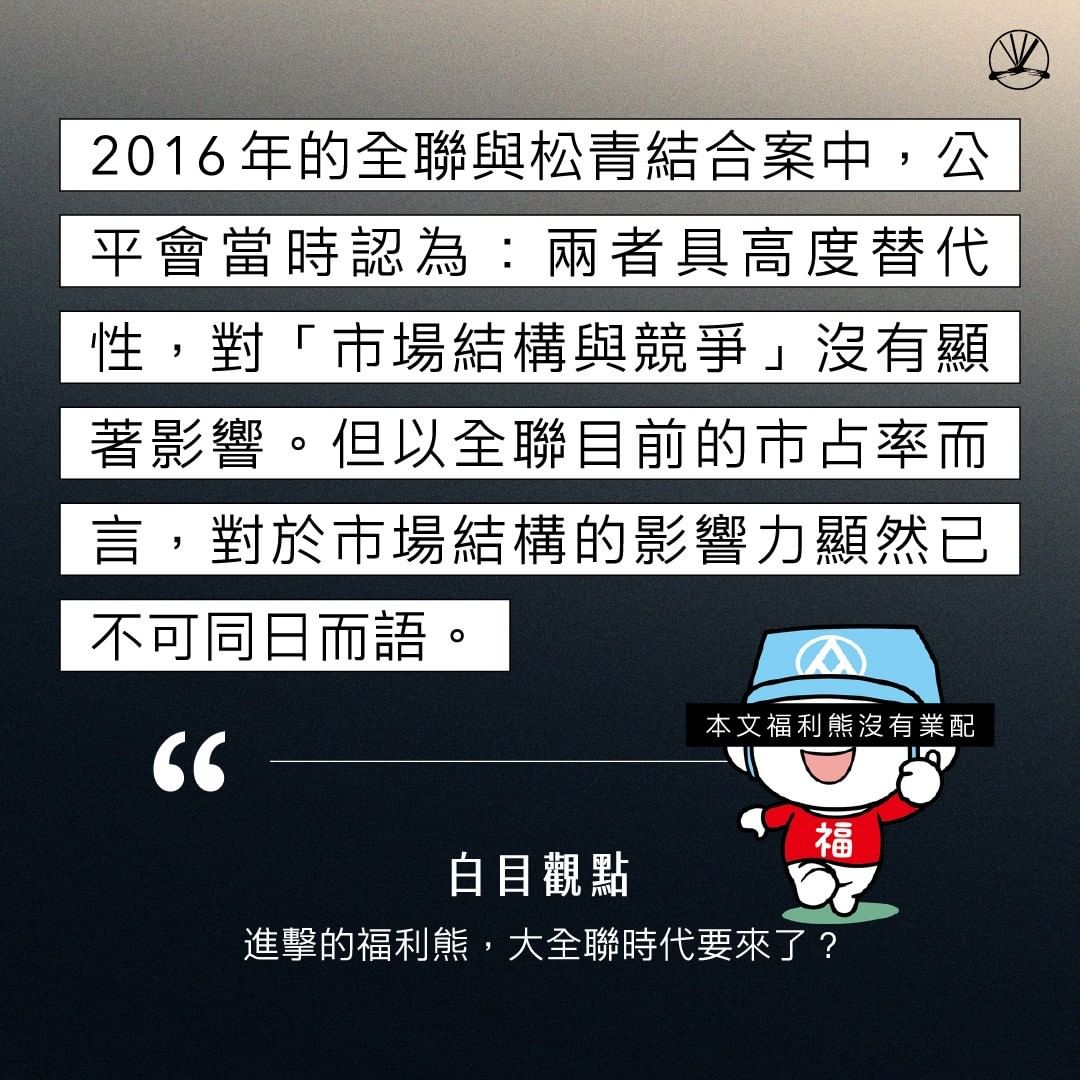 2016年的全聯與松青結合案中，公
平會當時認為：兩者具高度替代
性，對「市場結構與競爭」沒有顯
著影響。但以全聯目前的市占率而
言，對於市場結構的影響力顯然已
不可同日而語。
本文福利熊沒有業配
福
白目觀點
進擊的福利熊，大全聯時代要來了？